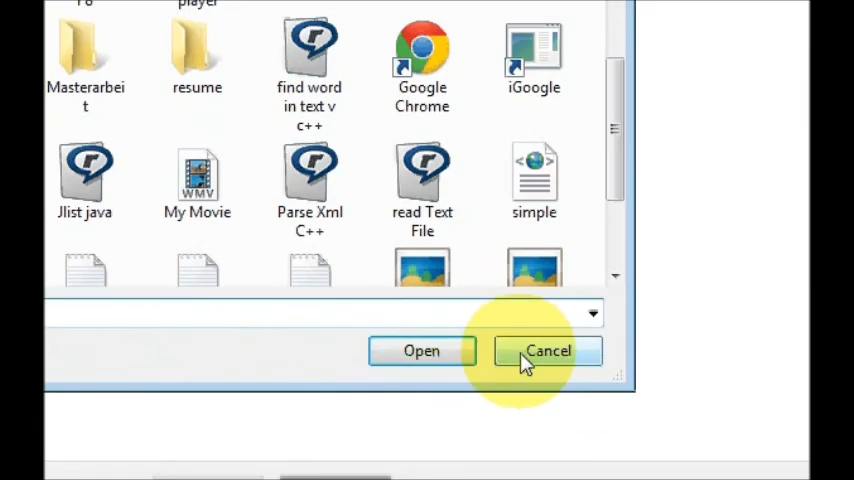 player
Masterarbei
t
resume
find word
in text v
c++
Google
Chrome
iGoogle
Jlist java
WMV
My Movie
Parse Xml
C++
read Text
File
simple
Open
Cancel